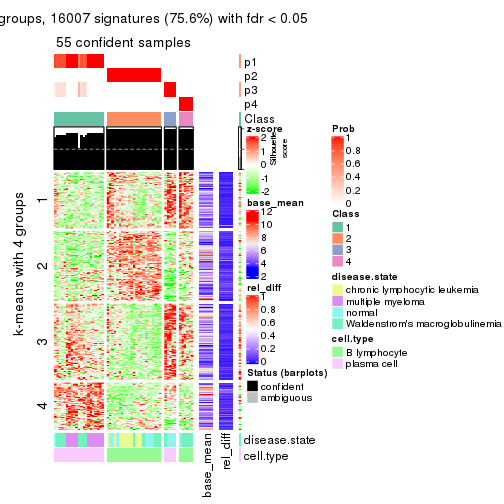 groups, 16007 signatures (75.6%) with fdr < 0.05
55 confident samples
p1
p2
p3
p4
Class
Silhouette
score
k-means with 4 groups
1
2
3
4
base_mean
rel_diff
disease.state
cell.type
z-score
2
1
0
-1
-2
base_mean
12
10
8
6
4
2
rel_diff
1
0.8
0.6
0.4
0.2
0
Status (barplots)
confident
ambiguous
Prob
1
0.8
0.6
0.4
0.2
0
Class
1
2
3
4
disease.state
chronic lymphocytic leukemia
multiple myeloma
normal
Waldenstrom's macroglobulinemia
cell.type
B lymphocyte
plasma cell